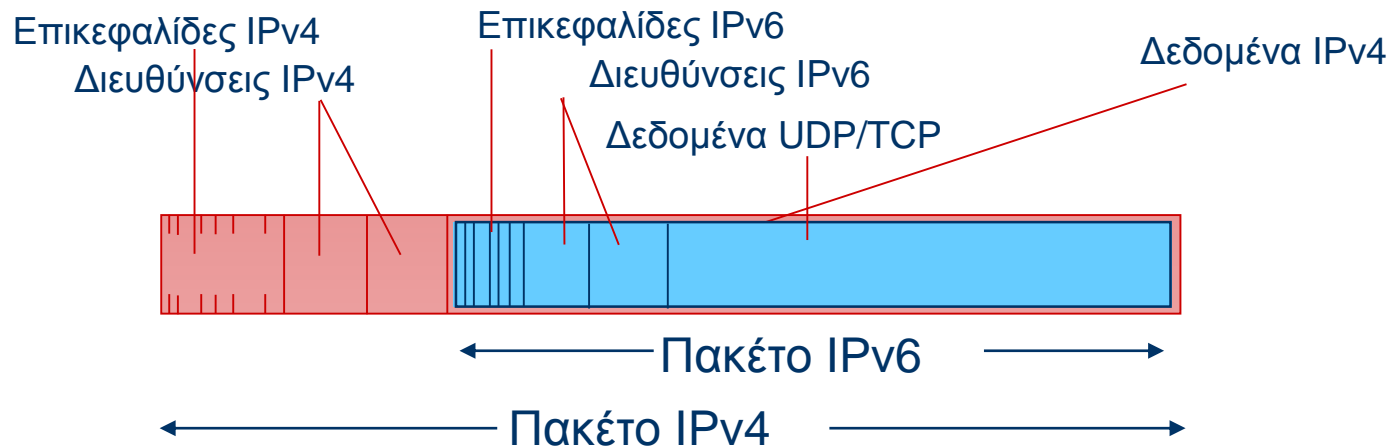 Επικεφαλίδες IPv4
Διευθύνσεις IPv4
Επικεφαλίδες IPv6
Διευθύνσεις IPv6
Δεδομένα UDP/TCP
Δεδομένα IPv4
Πακέτο IPv6
Πακέτο IPv4